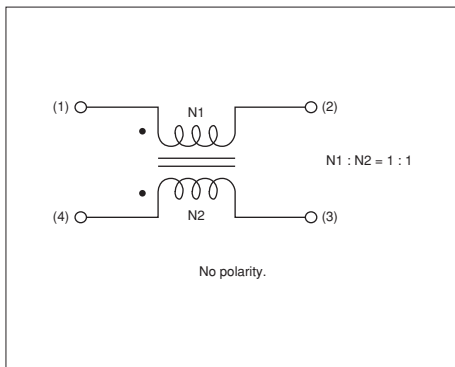 (1) N1 (2)
N1 : N2 = 1 : 1
(4) N2 (3)
No polarity.